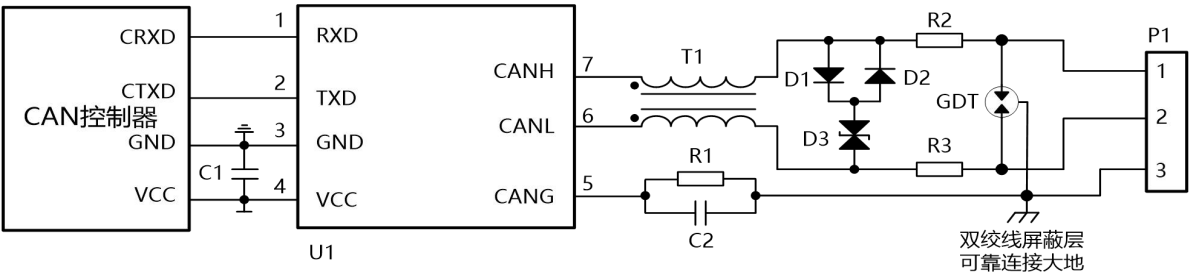 CAN控制器
CRXD
CTXD
GND
VCC
1
2
3
4
C1
RXD
TXD
GND
VCC
CANH
CANL
CANG
U1
7
6
5
T1
R1
C2
D1
D2
D3
R2
R3
GDT
P1
1
2
3
双绞线屏蔽层
可靠连接大地